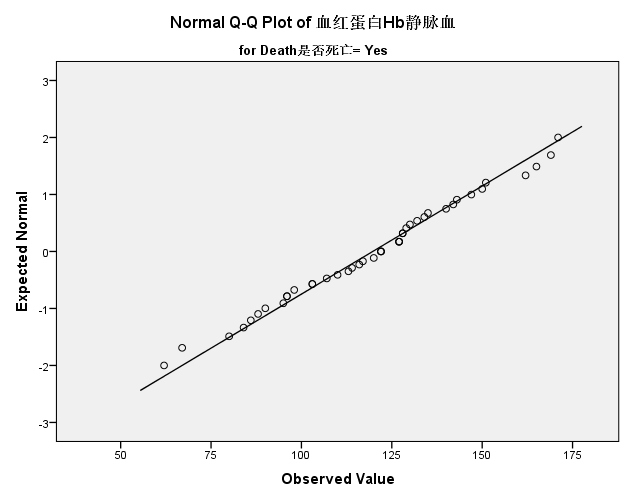 Normal Q-Q Plot of 血红蛋白Hb静脉血
for Death是否死亡= Yes
3
2
1
0
-1
-2
-3
Expected Normal
50 75 100 125 150 175
Observed Value